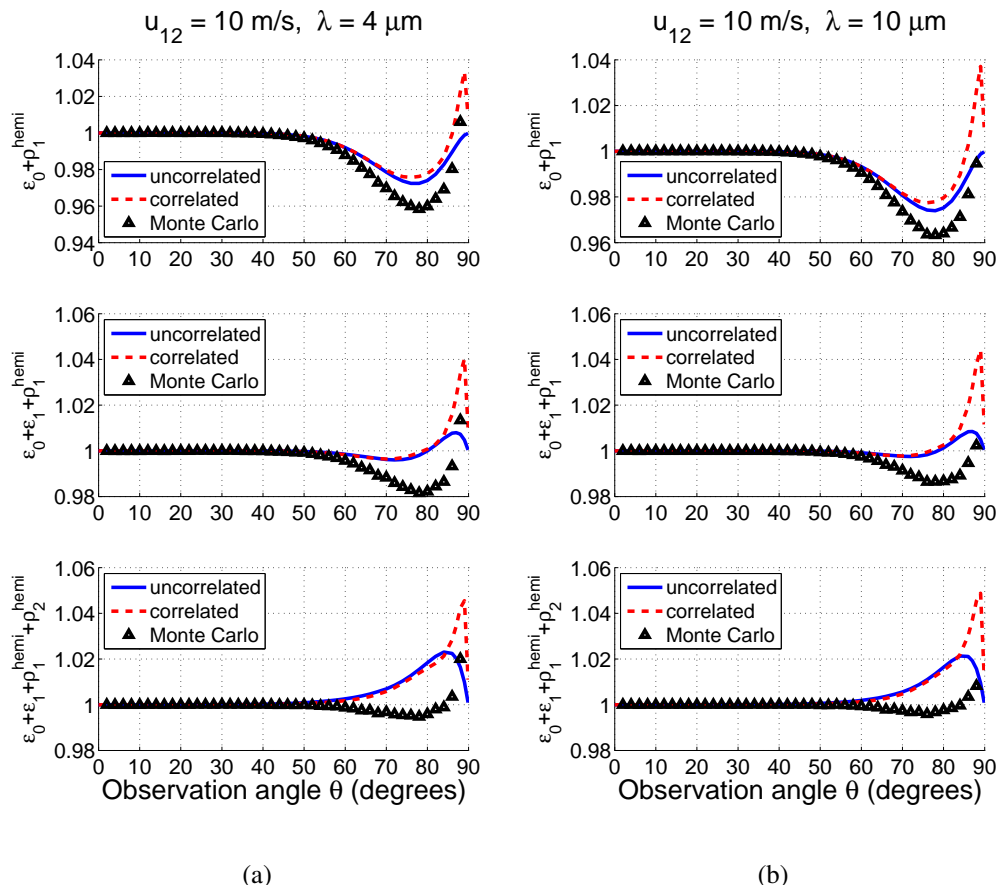 u12 = 10 m/s, λ = 4 μm
1.04
1.02
1
0.98
0.96
0.94
ε0+ρ1hemi
uncorrelated
correlated
Monte Carlo
0 10 20 30 40 50 60 70 80 90
1.06
1.04
1.02
1
0.98
ε0+ε1+ρ1hemi
uncorrelated
correlated
Monte Carlo
0 10 20 30 40 50 60 70 80 90
1.06
1.04
1.02
1
0.98
ε0+ε1+ρ1hemi+ρ2
uncorrelated
correlated
Monte Carlo
0 10 20 30 40 50 60 70 80 90
Observation angle θ (degrees)
(a)
u12 = 10 m/s, λ = 10 μm
1.04
1.02
1
0.98
0.96
ε0+ρ1hemi
uncorrelated
correlated
Monte Carlo
0 10 20 30 40 50 60 70 80 90
1.06
1.04
1.02
1
0.98
ε0+ε1+ρ1hemi
uncorrelated
correlated
Monte Carlo
0 10 20 30 40 50 60 70 80 90
1.06
1.04
1.02
1
0.98
ε0+ε1+ρ1hemi+ρ2
uncorrelated
correlated
Monte Carlo
0 10 20 30 40 50 60 70 80 90
Observation angle θ (degrees)
(b)